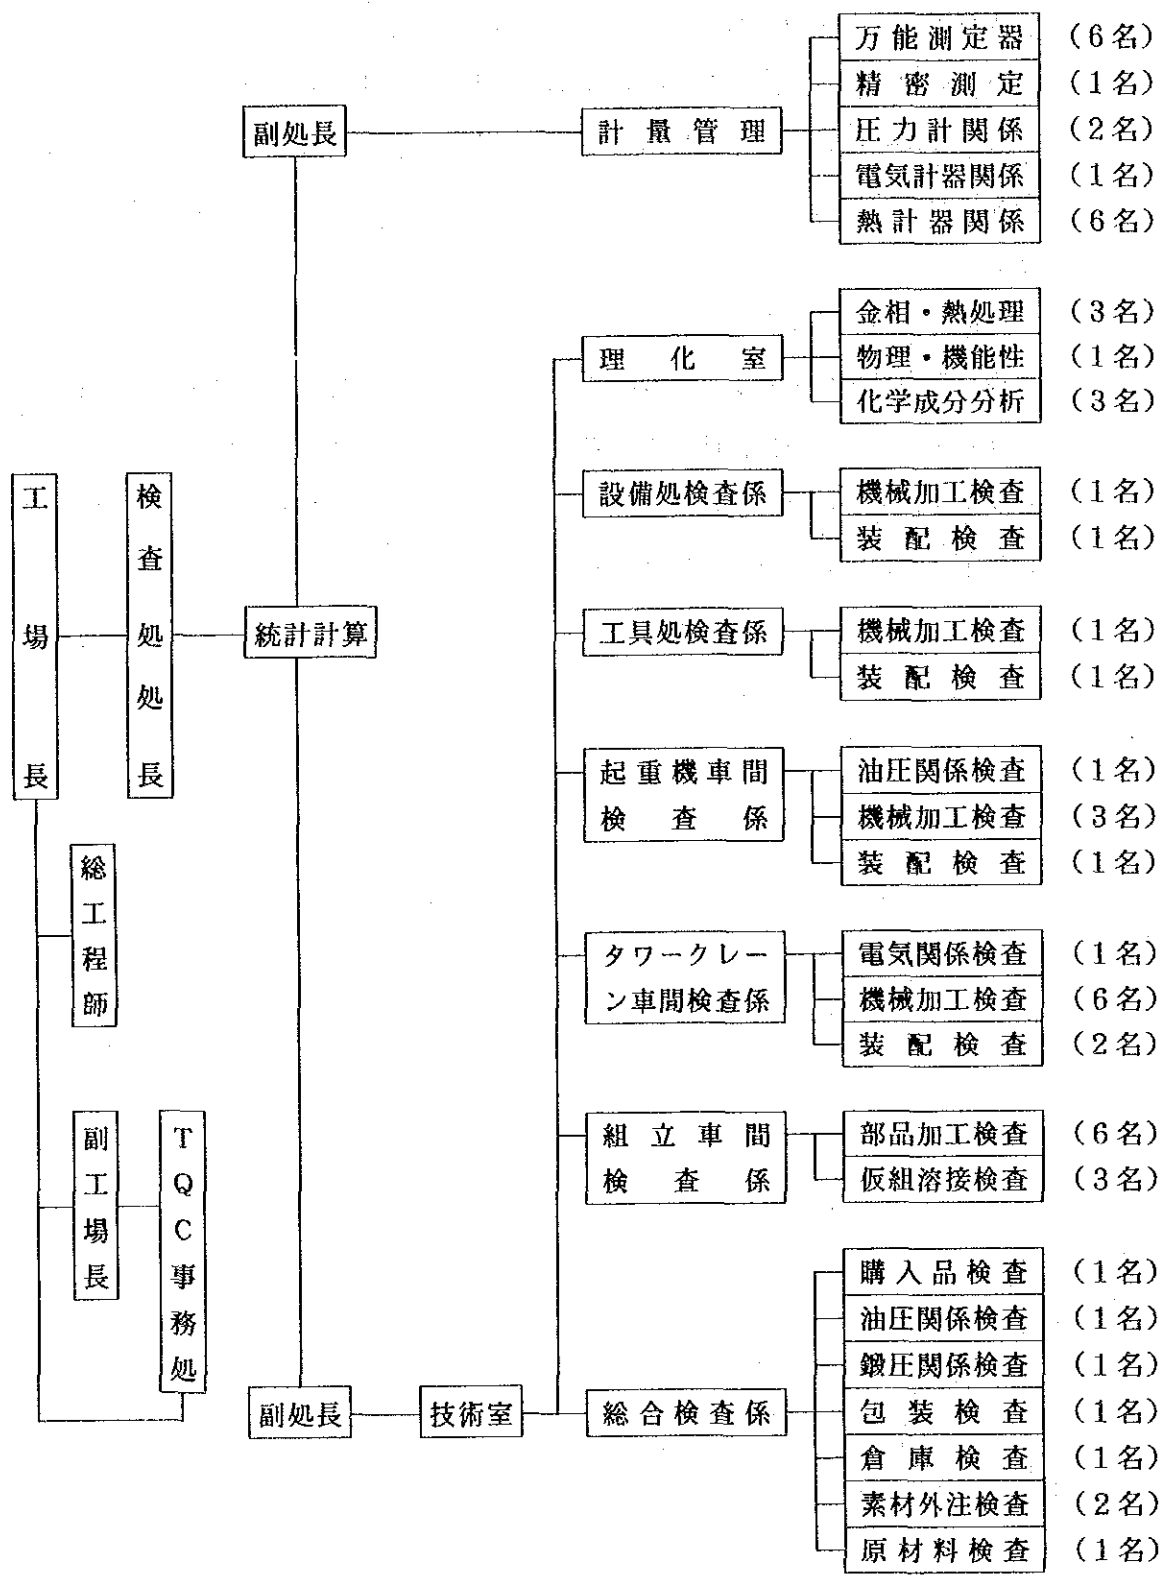 工場長
検査処処長
総工程師
副工場長
TQC事務処
副処長
統計計算
副処長
技術室
計量管理
万能測定器 (6名)
精密測定 (1名)
圧力計関係 (2名)
電気計器関係 (1名)
熱計器関係 (6名)
理化室
金相・熱処理 (3名)
物理・機能性 (1名)
化学成分分析 (3名)
設備処検査係
機械加工検査 (1名)
装配検査 (1名)
工具処検査係
機械加工検査 (1名)
装配検査 (1名)
起重機車間
検査係
油圧関係検査 (1名)
機械加工検査 (3名)
装配検査 (1名)
タワークレー
ン車間検査係
電気関係検査 (1名)
機械加工検査 (6名)
装配検査 (2名)
組立車間
検査係
部品加工検査 (6名)
仮組溶接検査 (3名)
総合検査係
購入品検査 (1名)
油圧関係検査 (1名)
鍛圧関係検査 (1名)
包装検査 (1名)
倉庫検査 (1名)
素材外注検査 (2名)
原材料検査 (1名)